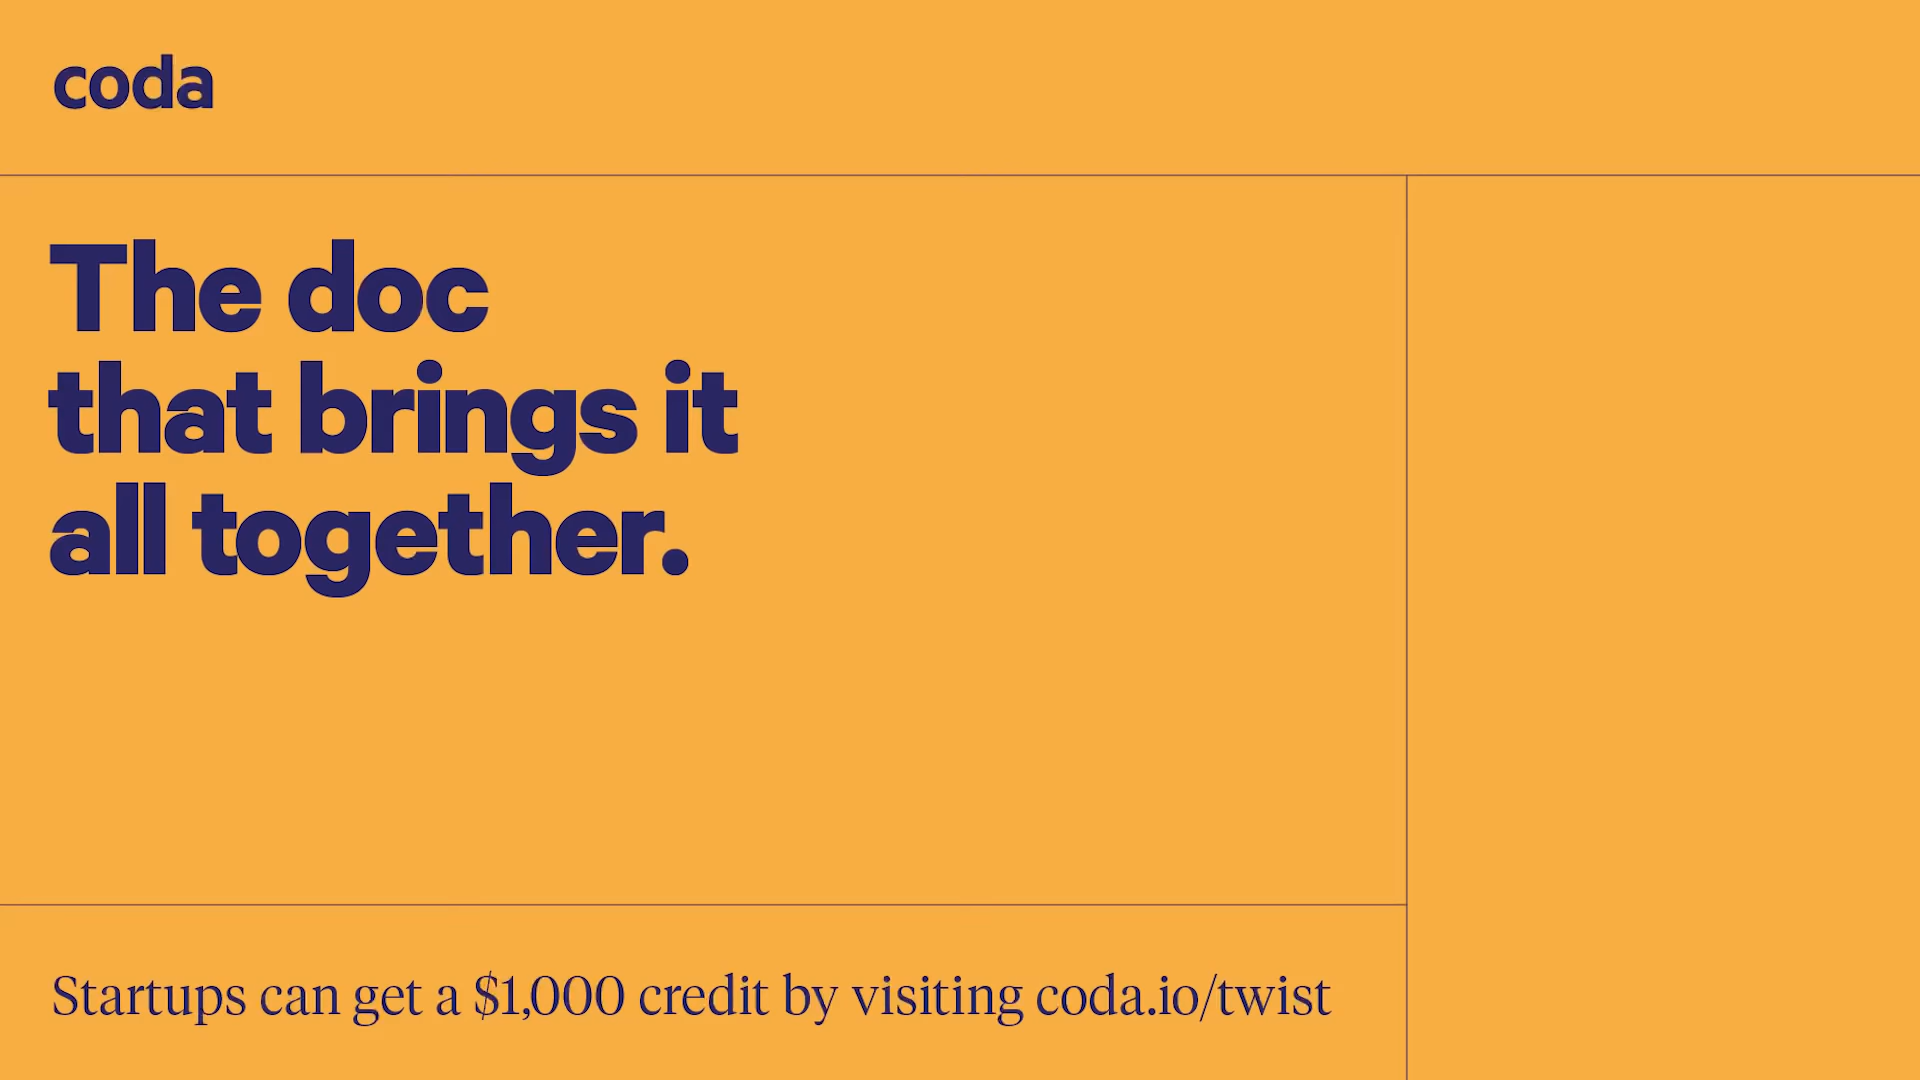 coda
The doc
that brings it
all together.
Startups can get a $1,000 credit by visiting coda.io/twist